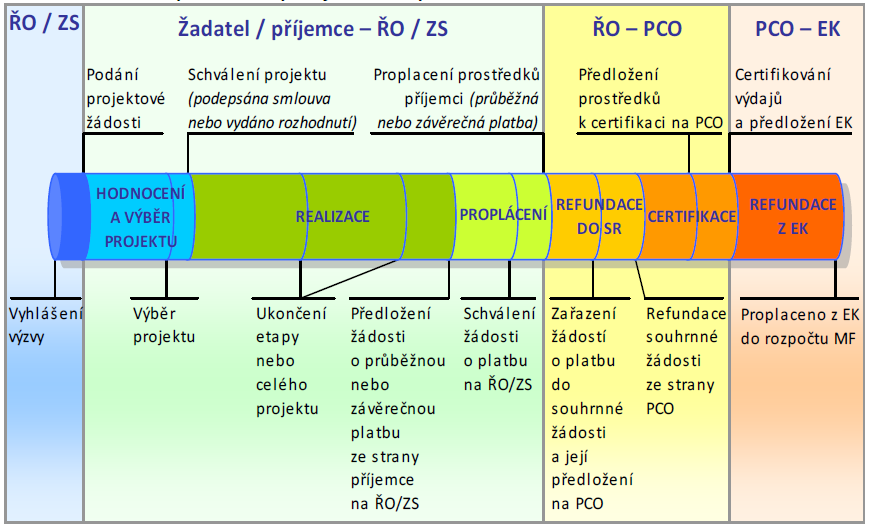 ŘO / ZS
Žadatel / příjemce – ŘO / ZS
ŘO – PCO
PCO – EK
Podání
projektové
žádosti
Schválení projektu
(podepsána smlouva
nebo vydáno rozhodnutí)
Proplacení prostředků
příjemci (průběžná
nebo závěrečná platba)
Předložení
prostředků
k certifikaci na PCO
Certifikování
výdajů
a předložení EK
HODNOCENÍ
A VÝBĚR
PROJEKTU
REALIZACE
PROPLÁCENÍ
REFUNDACE
DO SR
CERTIFIKACE
REFUNDACE
Z EK
Vyhlášení
výzvy
Výběr
projektu
Ukončení
etapy
nebo
celého
projektu
Předložení
žádosti
o průběžnou
nebo
závěrečnou
platbu
ze strany
příjemce
na ŘO/ZS
Schválení
žádosti
o platbu
na ŘO/ZS
Zařazení
žádostí
o platbu
do
souhrnné
žádosti
a její
předložení
na PCO
Refundace
souhrnné
žádosti
ze strany
PCO
Proplaceno z EK
do rozpočtu MF